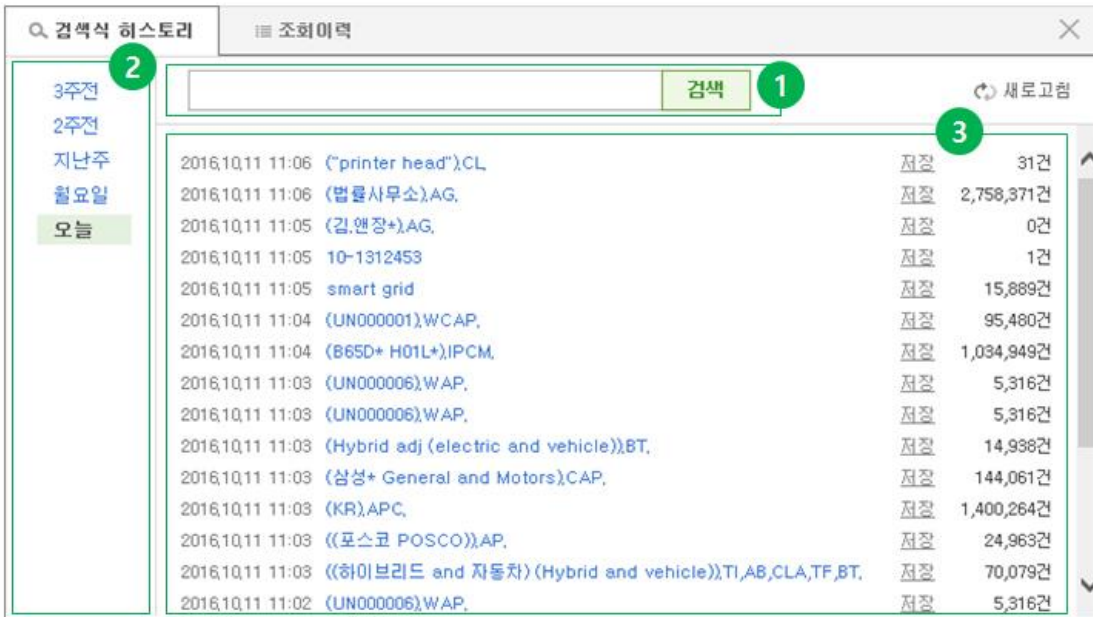 검색식 히스토리 조회이력
2
3주전
2주전
지난주
월요일
오늘
검색 1
새로고침
3
2016.10.11 11:06 ("printer head").CL. 저장 31건
2016.10.11 11:06 (법률사무소).AG. 저장 2,758,371건
2016.10.11 11:05 (김.앤장*).AG. 저장 0건
2016.10.11 11:05 10-1312453 저장 1건
2016.10.11 11:05 smart grid 저장 15,889건
2016.10.11 11:04 (UN000001).WCAP. 저장 95,480건
2016.10.11 11:04 (B65D* H01L*).IPCM. 저장 1,034,949건
2016.10.11 11:03 (UN000006).WAP. 저장 5,316건
2016.10.11 11:03 (UN000006).WAP. 저장 5,316건
2016.10.11 11:03 (Hybrid adj (electric and vehicle)).BT. 저장 14,938건
2016.10.11 11:03 (삼성* General and Motors).CAP. 저장 144,061건
2016.10.11 11:03 (KR).APC. 저장 1,400,264건
2016.10.11 11:03 ((포스코 POSCO)).AP. 저장 24,963건
2016.10.11 11:03 ((하이브리드 and 자동차) (Hybrid and vehicle)).TI,AB,CLA,TF,BT. 저장 70,079건
2016.10.11 11:02 (UN000006).WAP. 저장 5,316건